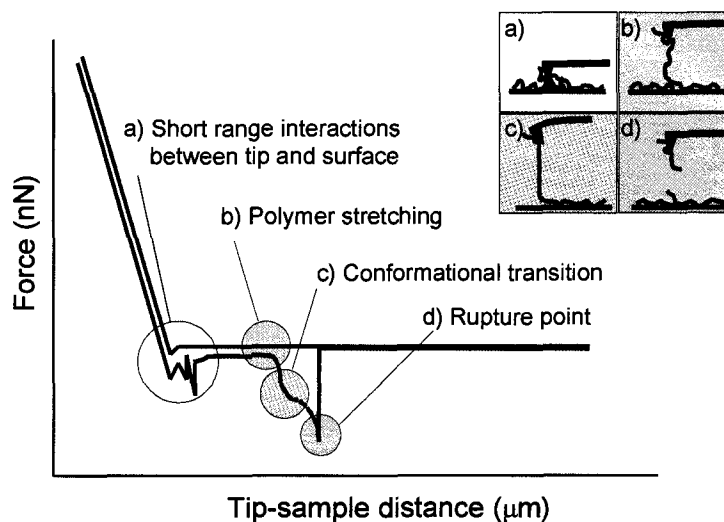 a)
b)
c)
d)
a) Short range interactions
between tip and surface
b) Polymer stretching
c) Conformational transition
d) Rupture point
Force (nN)
Tip-sample distance (μm)